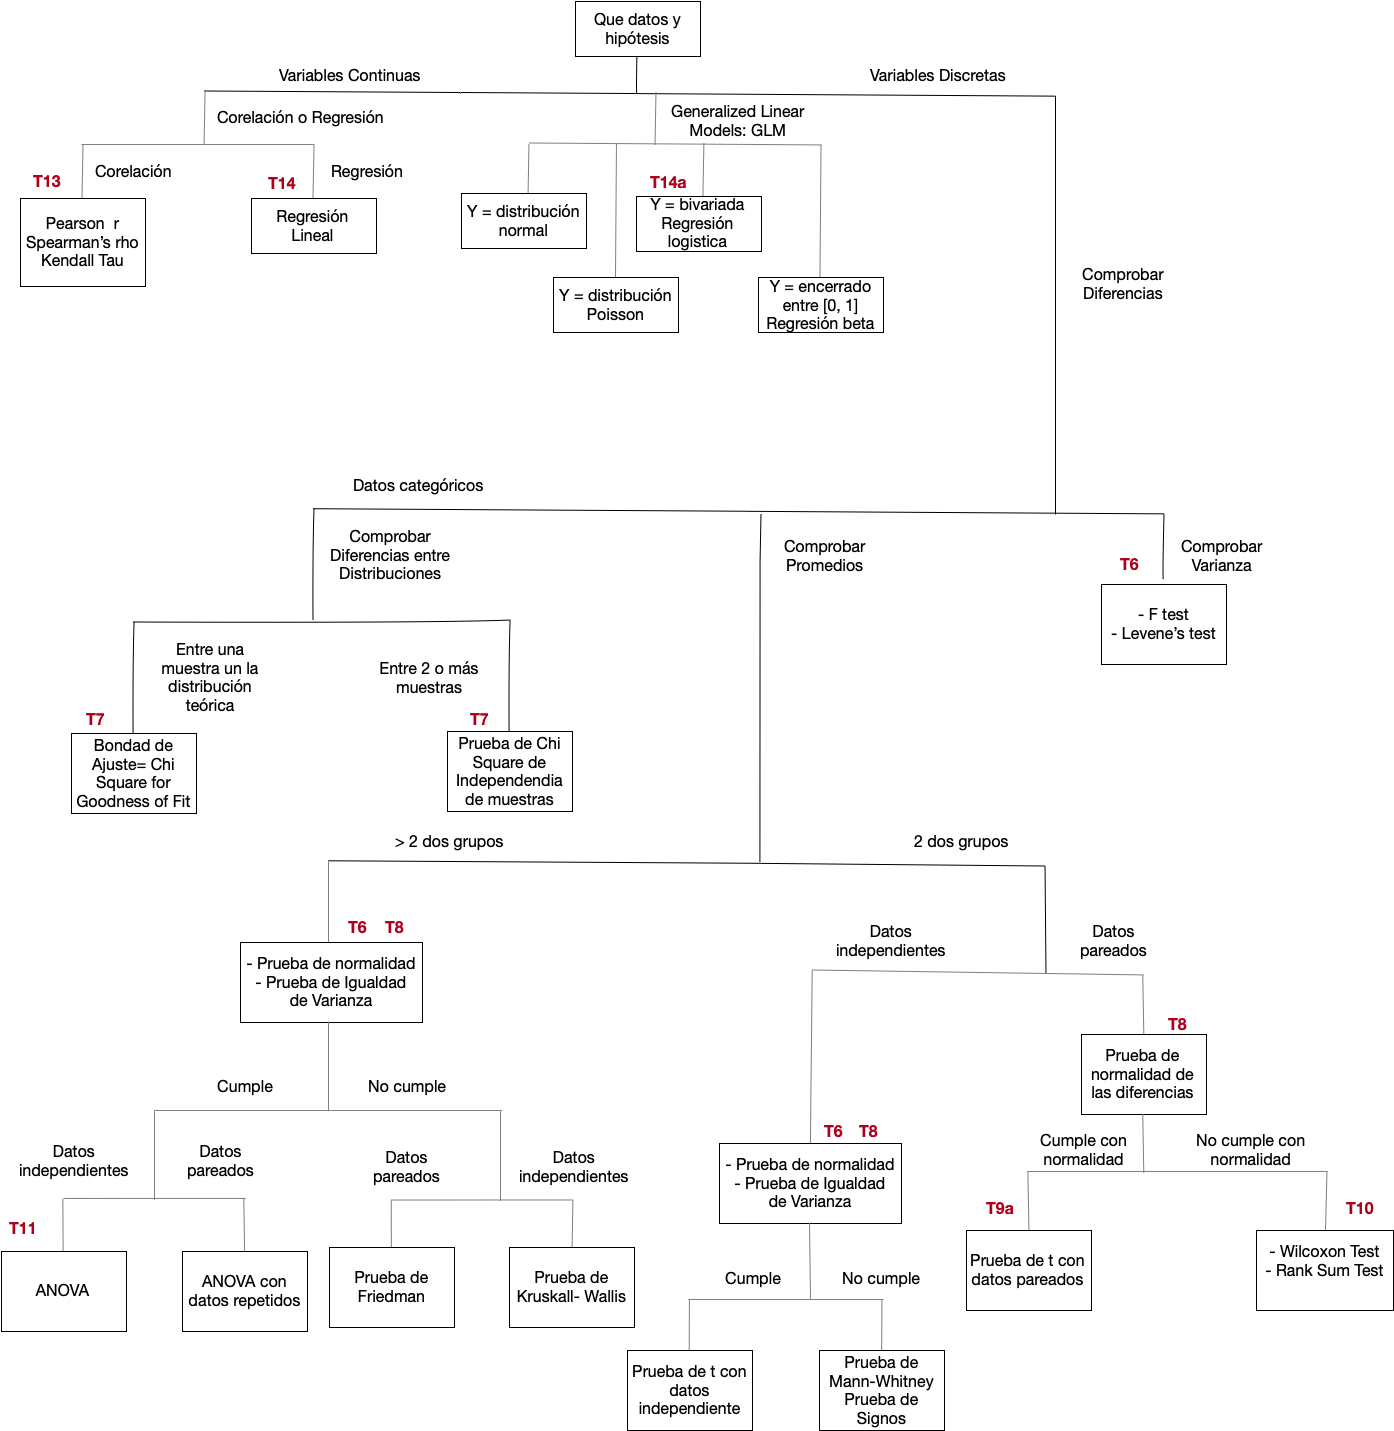 Que datos y
hipótesis
Variables Continuas
Variables Discretas
Corelación o Regresión
Generalized Linear
Models: GLM
Corelación
Regresión
T13
T14
T14a
Pearson  r
Spearman's rho
Kendall Tau
Regresión
Lineal
Y = distribución
normal
Y = bivariada
Regresión
logistica
Y = distribución
Poisson
Y = encerrado
entre [0, 1]
Regresión beta
Comprobar
Diferencias
Datos categóricos
Comprobar
Diferencias entre
Distribuciones
Comprobar
Promedios
T6
Comprobar
Varianza
- F test
- Levene's test
Entre una
muestra un la
distribución
teórica
Entre 2 o más
muestras
T7
T7
Bondad de
Ajuste= Chi
Square for
Goodness of Fit
Prueba de Chi
Square de
Independendia
de muestras
> 2 dos grupos
2 dos grupos
T6 T8
- Prueba de normalidad
- Prueba de Igualdad
de Varianza
Datos
independientes
Datos
pareados
T8
Prueba de
normalidad de
las diferencias
Cumple
No cumple
Datos
independientes
Datos
pareados
Datos
pareados
Datos
independientes
T6 T8
- Prueba de normalidad
- Prueba de Igualdad
de Varianza
Cumple con
normalidad
No cumple con
normalidad
T11
T9a
T10
ANOVA
ANOVA con
datos repetidos
Prueba de
Friedman
Prueba de
Kruskall- Wallis
Prueba de t con
datos pareados
- Wilcoxon Test
- Rank Sum Test
Cumple
No cumple
Prueba de t con
datos
independiente
Prueba de
Mann-Whitney
Prueba de
Signos